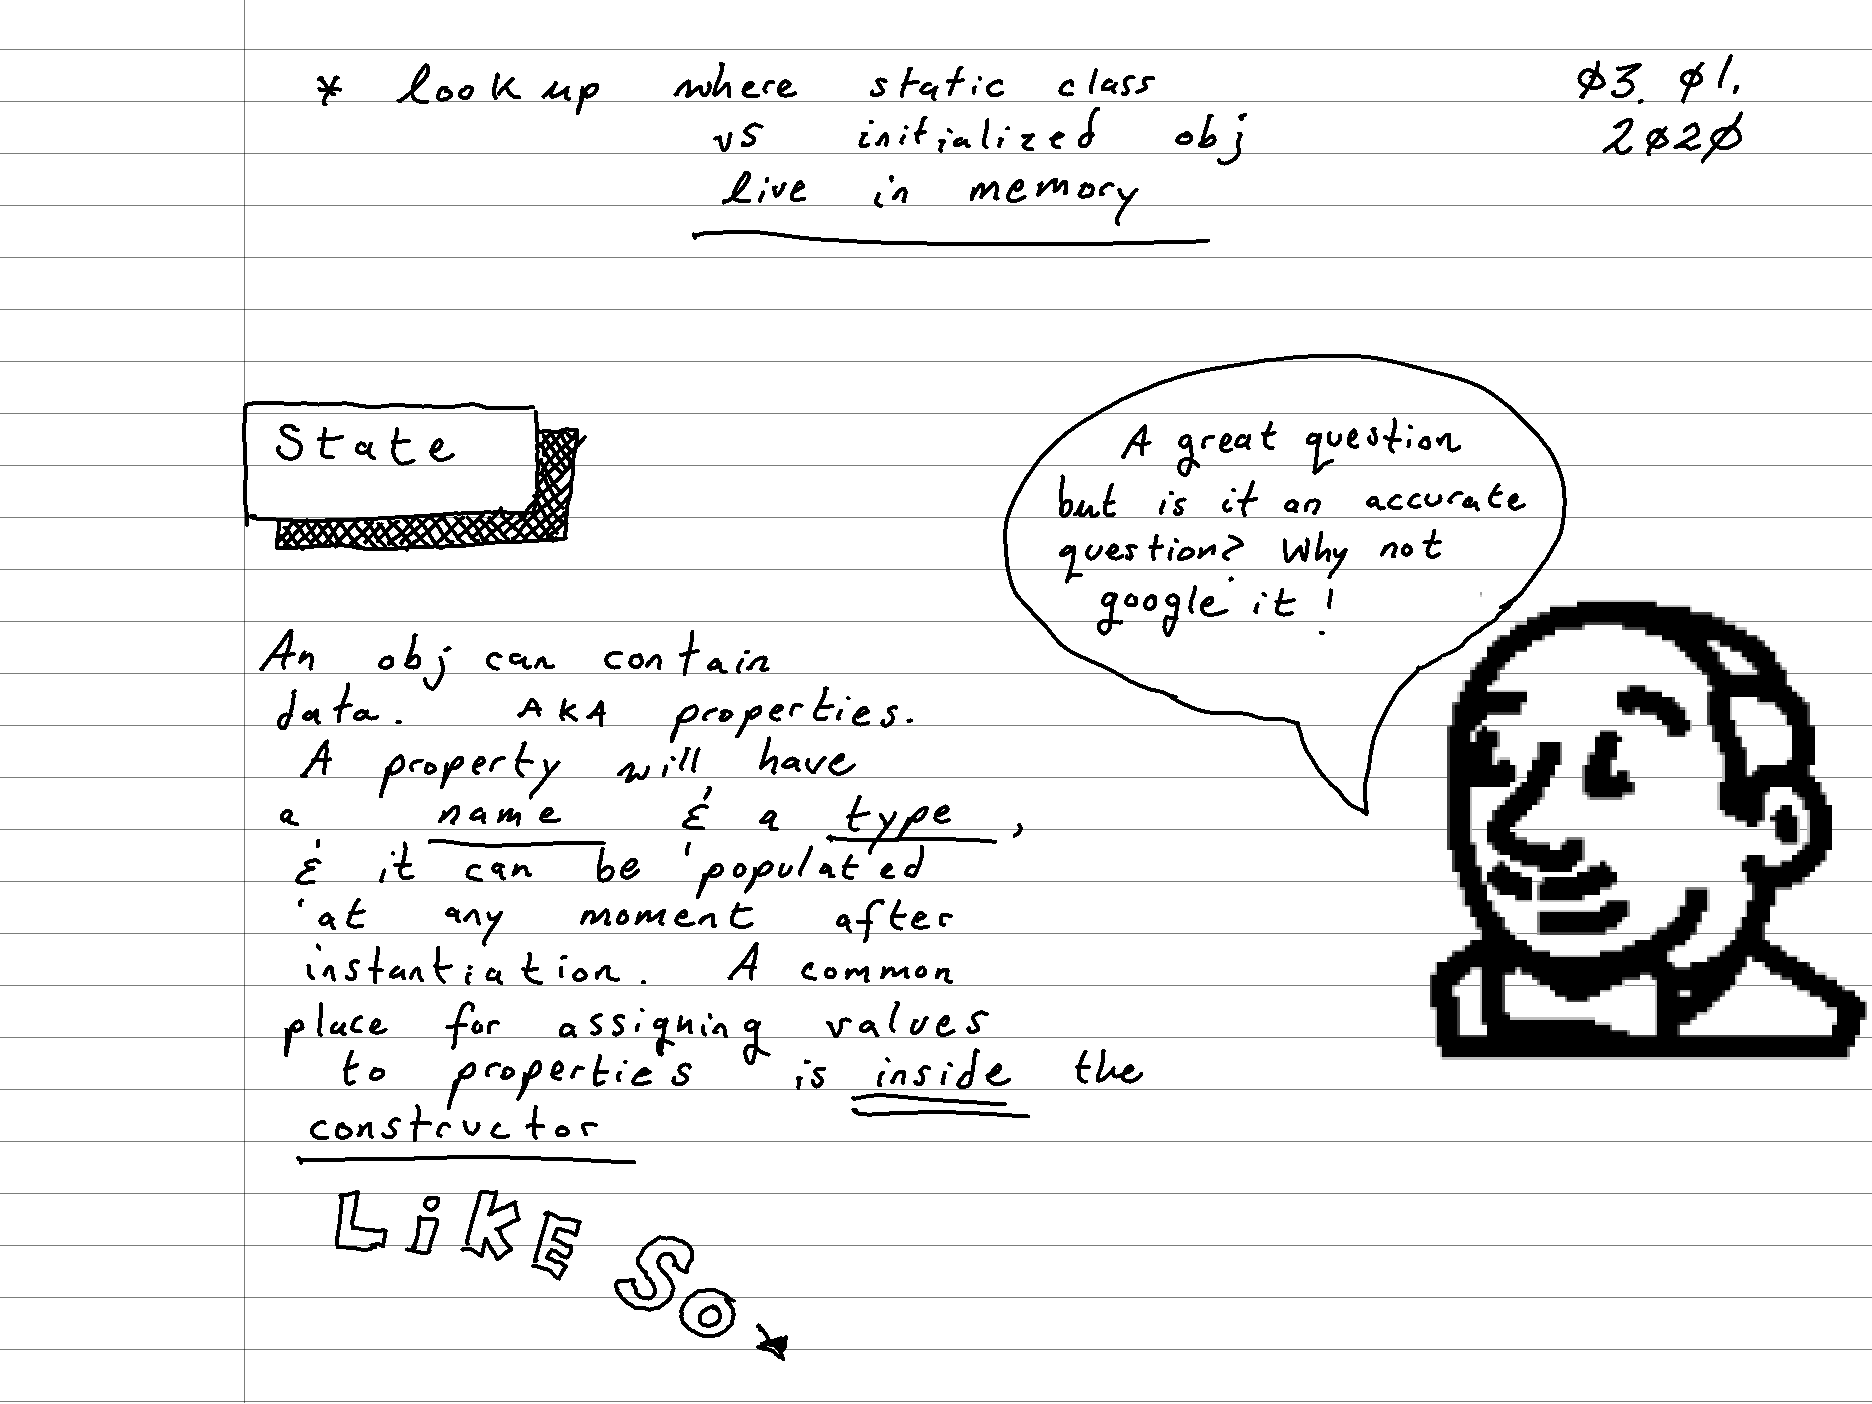 * look up where static class
vs initialized obj
live in memory
03. 01.
2020
State
A great question
but is it an accurate
question? Why not
google it!
An obj can contain
data. AKA properties.
A property will have
a name & a type,
& it can be populated
at any moment after
instantiation. A common
place for assigning values
to properties is inside the
constructor
LiKE So